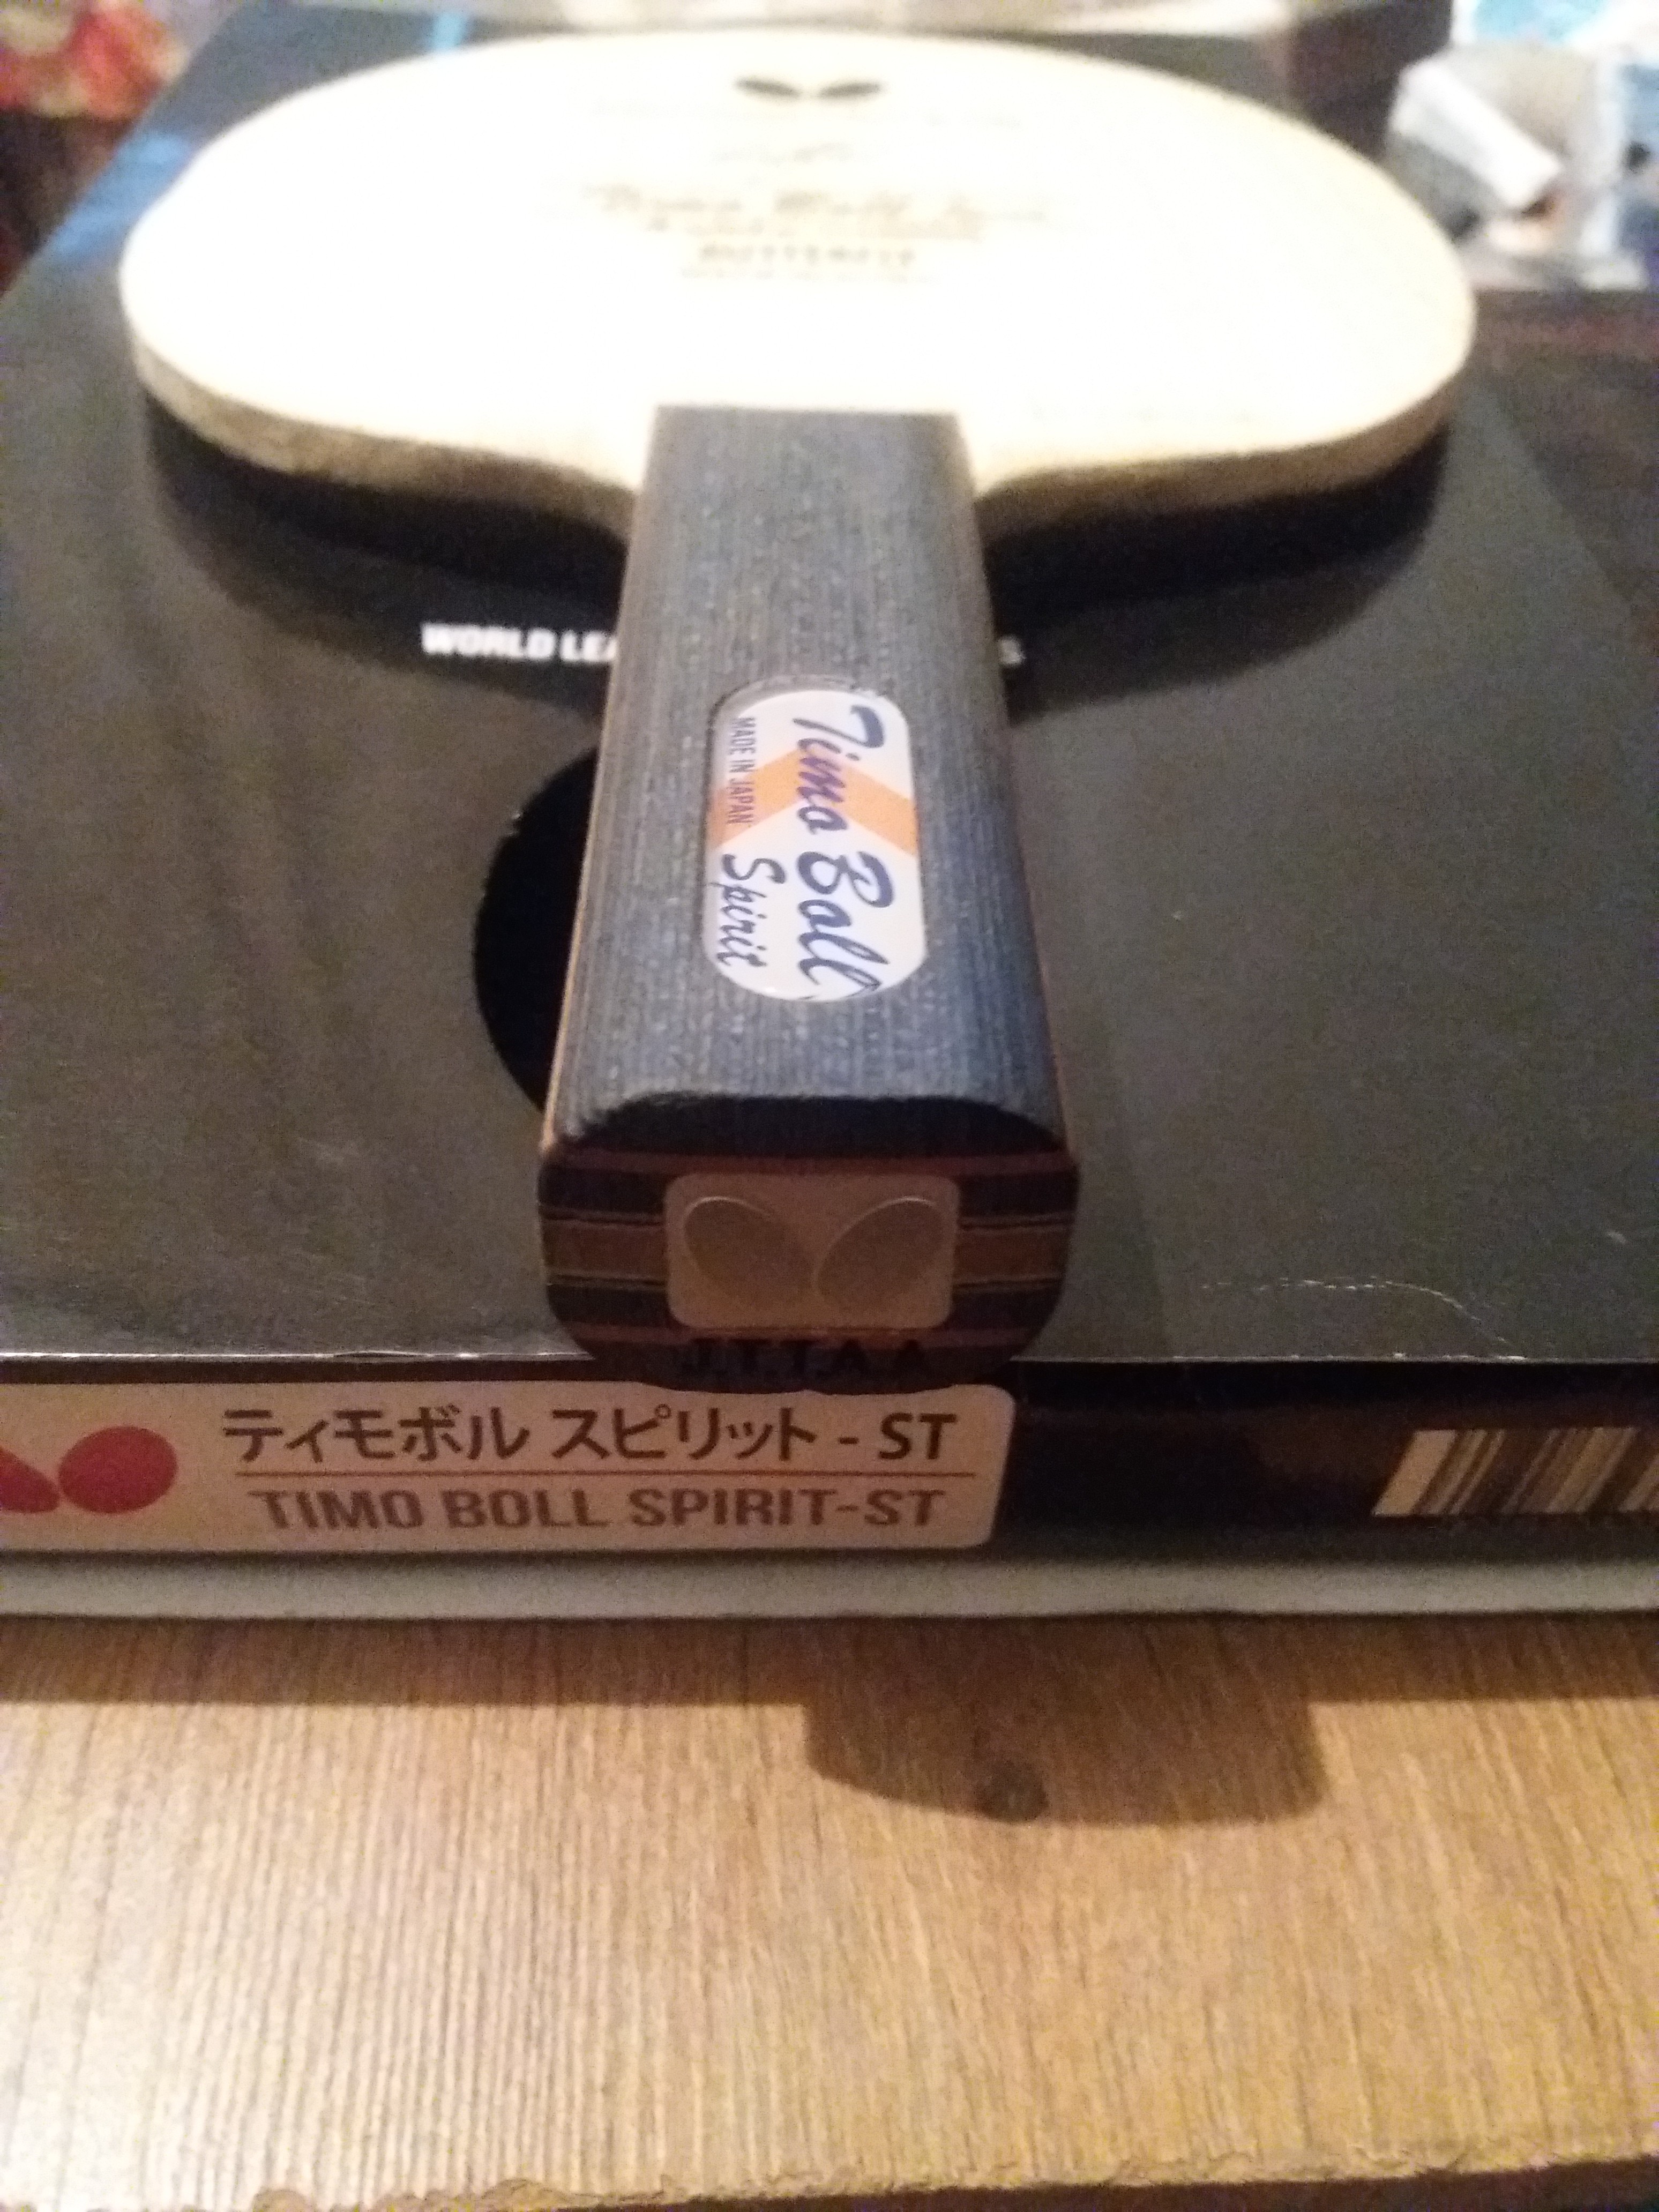 BUTTERFLY
WORLD LEA
S
Timo Boll
Spirit
MADE IN JAPAN
J.T.T.A.A
ティモボル スピリット - ST
TIMO BOLL SPIRIT-ST